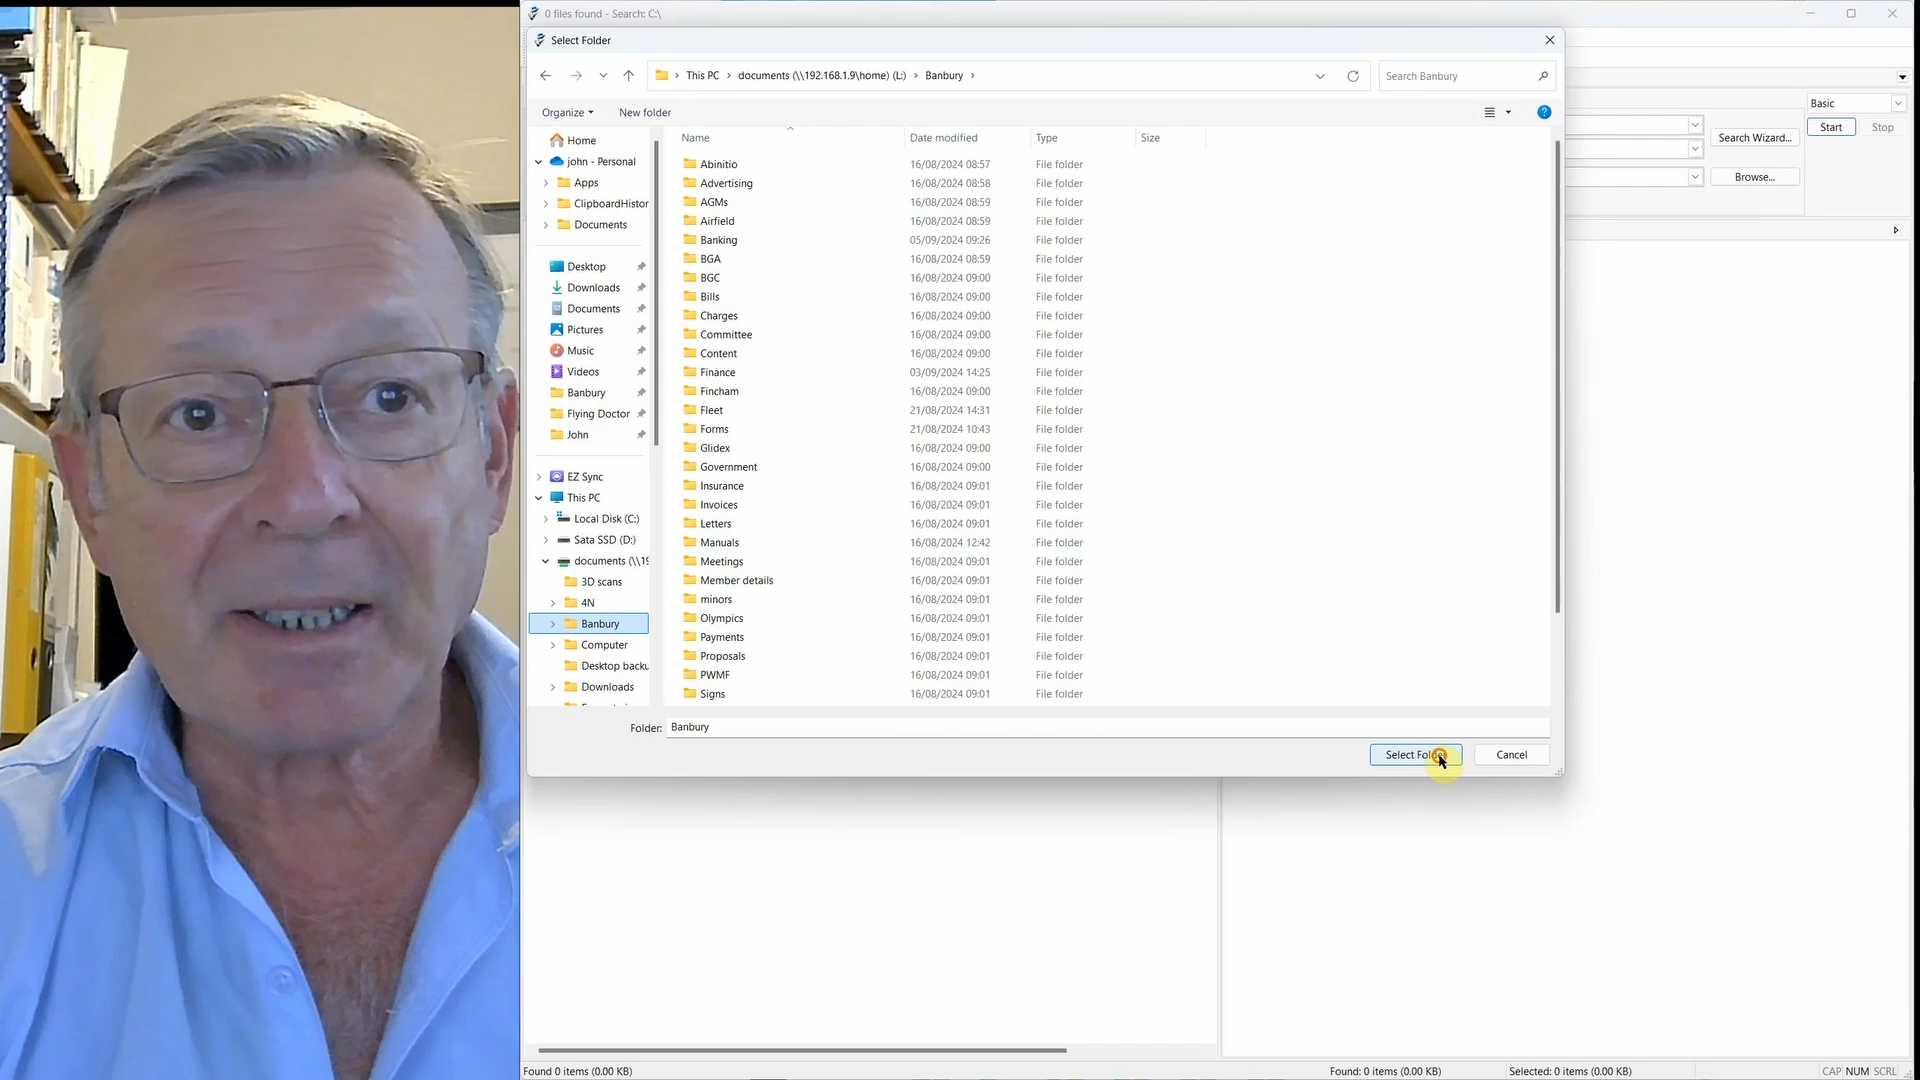 0 files found - Search: C:\
Select Folder
This PC > documents (\\192.168.1.9\home) (L:) > Banbury >
Search Banbury
Organize
New folder
Name Date modified Type Size
Home
john - Personal
Apps
ClipboardHistor
Documents
Desktop
Downloads
Documents
Pictures
Music
Videos
Banbury
Flying Doctor
John
EZ Sync
This PC
Local Disk (C:)
Sata SSD (D:)
documents (\\19
3D scans
4N
Banbury
Computer
Desktop backu
Downloads
Abinitio 16/08/2024 08:57 File folder
Advertising 16/08/2024 08:58 File folder
AGMs 16/08/2024 08:59 File folder
Airfield 16/08/2024 08:59 File folder
Banking 05/09/2024 09:26 File folder
BGA 16/08/2024 08:59 File folder
BGC 16/08/2024 09:00 File folder
Bills 16/08/2024 09:00 File folder
Charges 16/08/2024 09:00 File folder
Committee 16/08/2024 09:00 File folder
Content 16/08/2024 09:00 File folder
Finance 03/09/2024 14:25 File folder
Fincham 16/08/2024 09:00 File folder
Fleet 21/08/2024 14:31 File folder
Forms 21/08/2024 10:43 File folder
Glidex 16/08/2024 09:00 File folder
Government 16/08/2024 09:00 File folder
Insurance 16/08/2024 09:01 File folder
Invoices 16/08/2024 09:01 File folder
Letters 16/08/2024 09:01 File folder
Manuals 16/08/2024 12:42 File folder
Meetings 16/08/2024 09:01 File folder
Member details 16/08/2024 09:01 File folder
minors 16/08/2024 09:01 File folder
Olympics 16/08/2024 09:01 File folder
Payments 16/08/2024 09:01 File folder
Proposals 16/08/2024 09:01 File folder
PWMF 16/08/2024 09:01 File folder
Signs 16/08/2024 09:01 File folder
Folder: Banbury
Select Folder
Cancel
Basic
Search Wizard...
Start
Stop
Browse...
Found 0 items (0.00 KB)
Found: 0 items (0.00 KB)
Selected: 0 items (0.00 KB)
CAP NUM SCRL